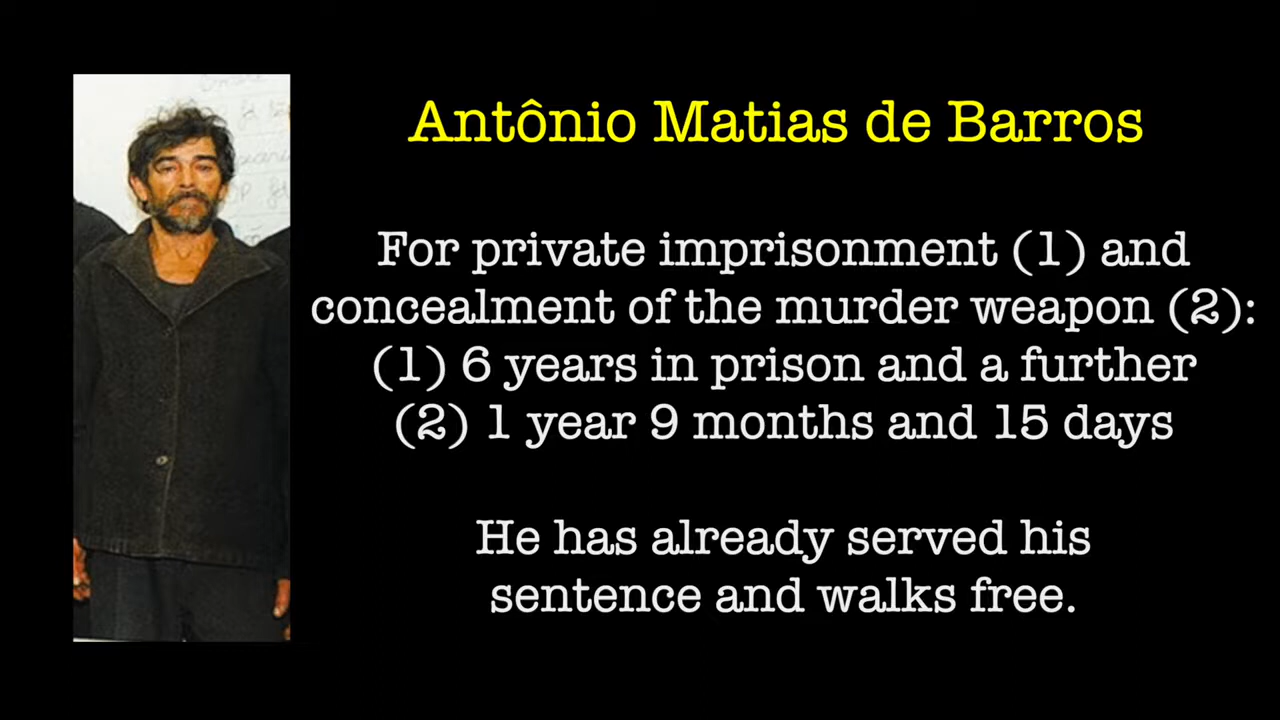 Antônio Matias de Barros
For private imprisonment (1) and
concealment of the murder weapon (2):
(1) 6 years in prison and a further
(2) 1 year 9 months and 15 days
He has already served his
sentence and walks free.